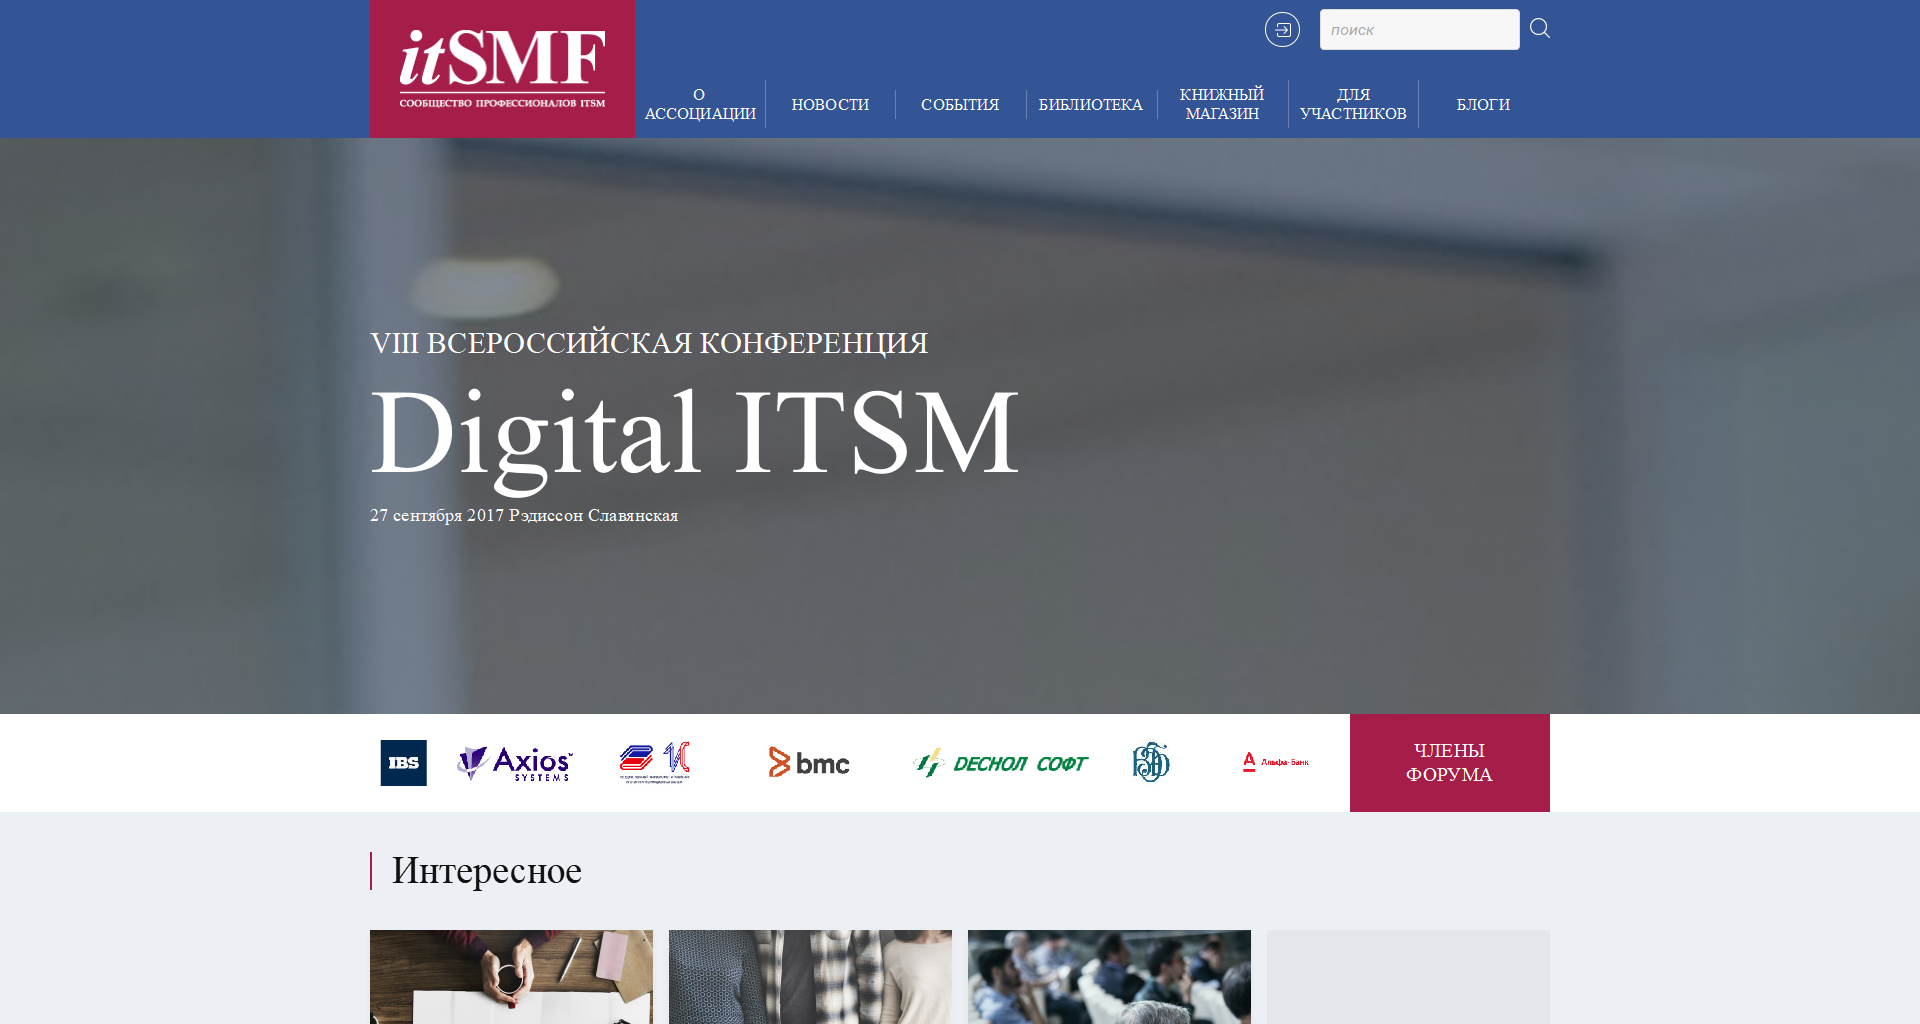 itSMF
СООБЩЕСТВО ПРОФЕССИОНАЛОВ ITSM
поиск
О
АССОЦИАЦИИ
НОВОСТИ
СОБЫТИЯ
БИБЛИОТЕКА
КНИЖНЫЙ
МАГАЗИН
ДЛЯ
УЧАСТНИКОВ
БЛОГИ
VIII ВСЕРОССИЙСКАЯ КОНФЕРЕНЦИЯ
Digital ITSM
27 сентября 2017 Рэдиссон Славянская
IBS
Axios
SYSTEMS
bmc
ДЕСНОЛ СОФТ
Альфа·Банк
ЧЛЕНЫ
ФОРУМА
Интересное